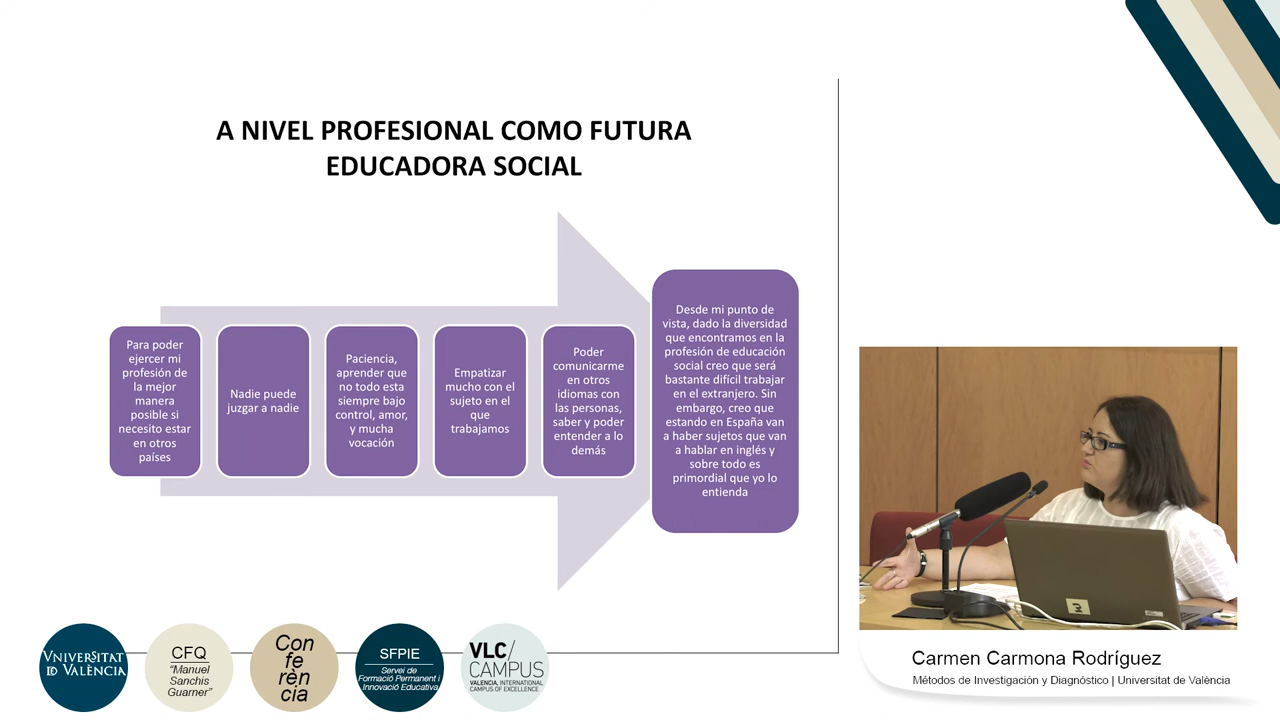 A NIVEL PROFESIONAL COMO FUTURA
EDUCADORA SOCIAL
Para poder
ejercer mi
profesión de
la mejor
manera
posible si
necesito estar
en otros
países
Nadie puede
juzgar a nadie
Paciencia,
aprender que
no todo esta
siempre bajo
control, amor,
y mucha
vocación
Empatizar
mucho con el
sujeto en el
que
trabajamos
Poder
comunicarme
en otros
idiomas con
las personas,
saber y poder
entender a lo
demás
Desde mi punto de
vista, dado la diversidad
que encontramos en la
profesión de educación
social creo que será
bastante difícil trabajar
en el extranjero. Sin
embargo, creo que
estando en España van
a haber sujetos que van
a hablar en inglés y
sobre todo es
primordial que yo lo
entienda
VNIVERSITAT
ID VALÈNCIA
CFQ
"Manuel
Sanchis
Guarner"
Con
fe
rèn
cia
SFPIE
Servei de
Formació Permanent i
Innovació Educativa
VLC/
CAMPUS
VALENCIA, INTERNATIONAL
CAMPUS OF EXCELLENCE
Carmen Carmona Rodríguez
Métodos de Investigación y Diagnóstico | Universitat de València